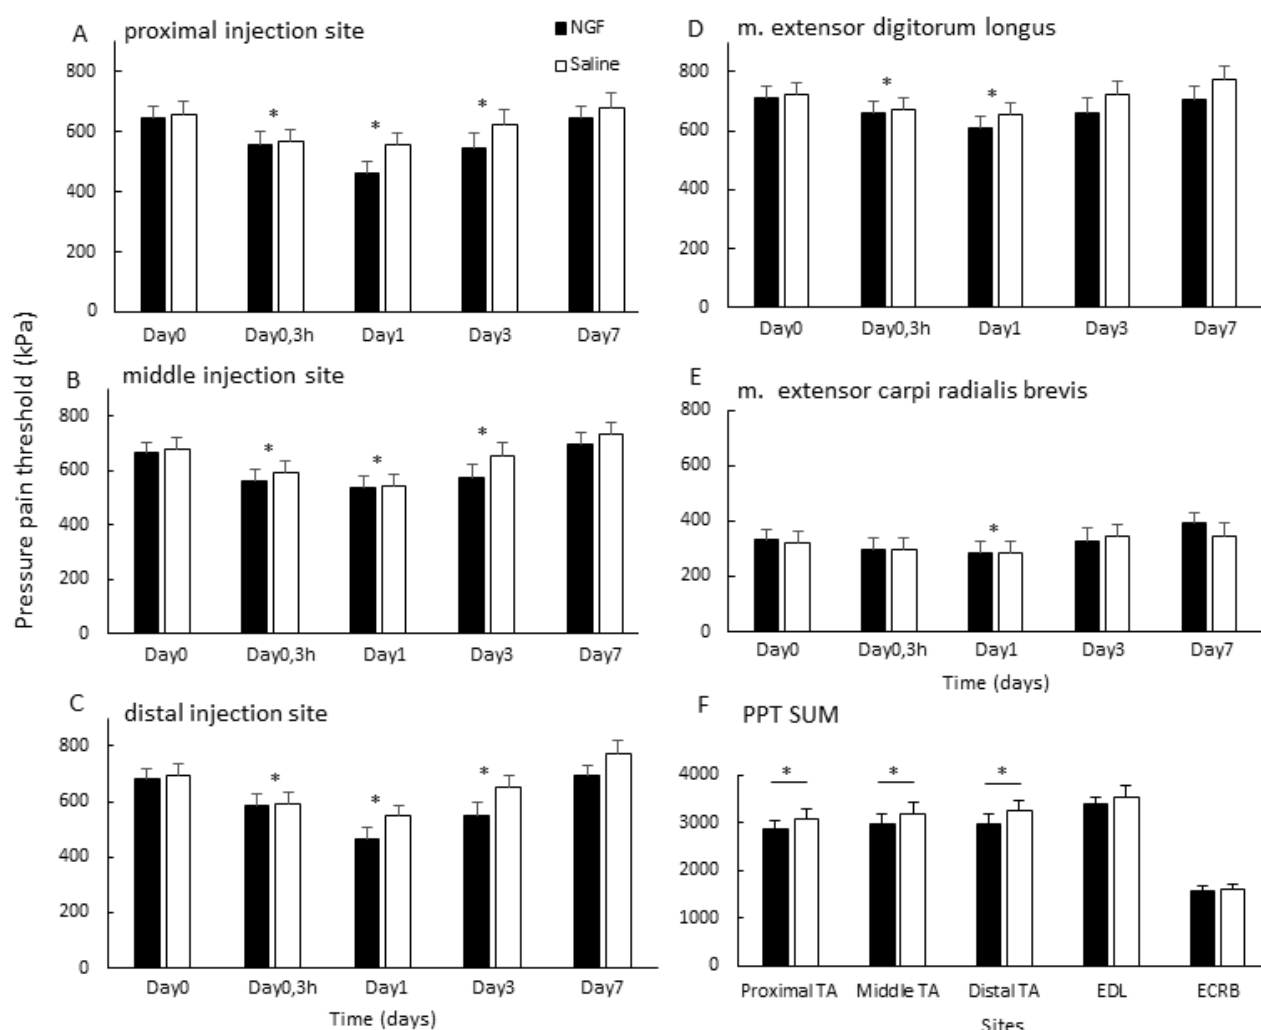 Pressure pain threshold (kPa)
A
proximal injection site
NGF
Saline
800
600
400
200
0
*
*
*
Day0
Day0,3h
Day1
Day3
Day7
B
middle injection site
800
600
400
200
0
*
*
*
Day0
Day0,3h
Day1
Day3
Day7
C
distal injection site
800
600
400
200
0
*
*
*
Day0
Day0,3h
Day1
Day3
Day7
Time (days)
D
m. extensor digitorum longus
800
600
400
200
0
*
*
Day0
Day0,3h
Day1
Day3
Day7
E
m. extensor carpi radialis brevis
800
600
400
200
0
*
Day0
Day0,3h
Day1
Day3
Day7
Time (days)
F
PPT SUM
4000
3000
2000
1000
0
*
*
*
Proximal TA
Middle TA
Distal TA
EDL
ECRB
Sites